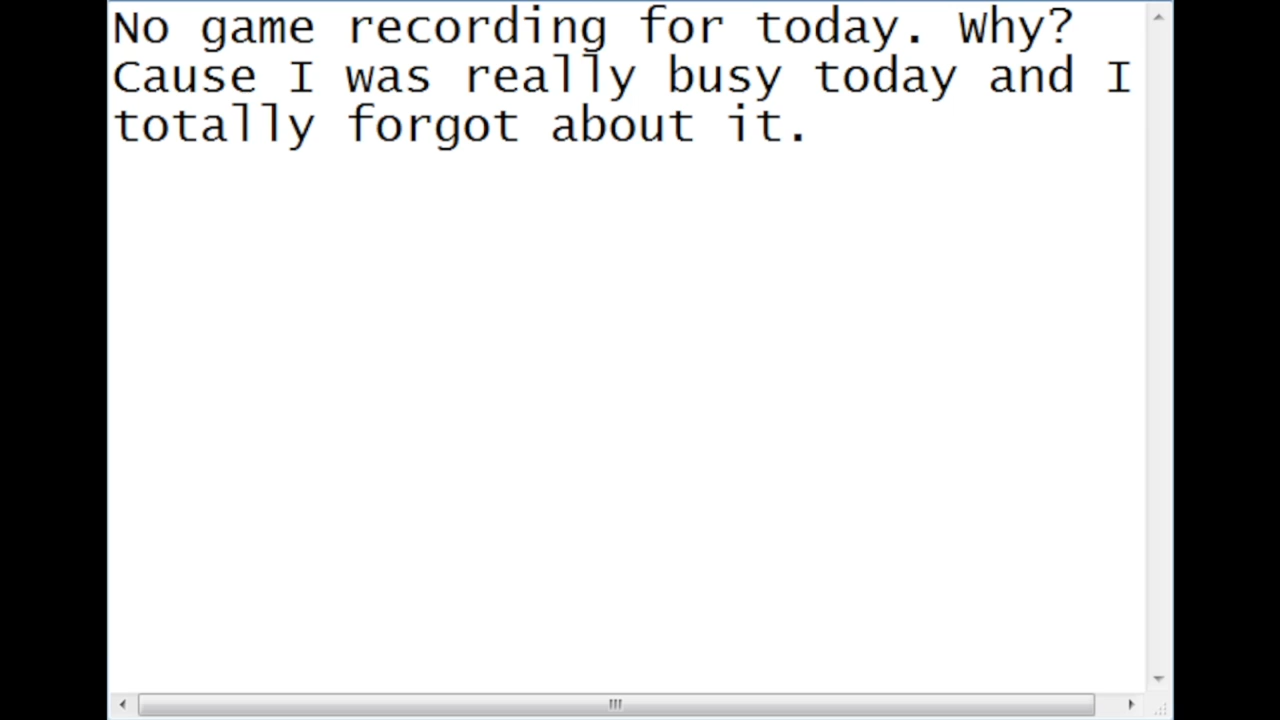 No game recording for today. Why?
Cause I was really busy today and I
totally forgot about it.